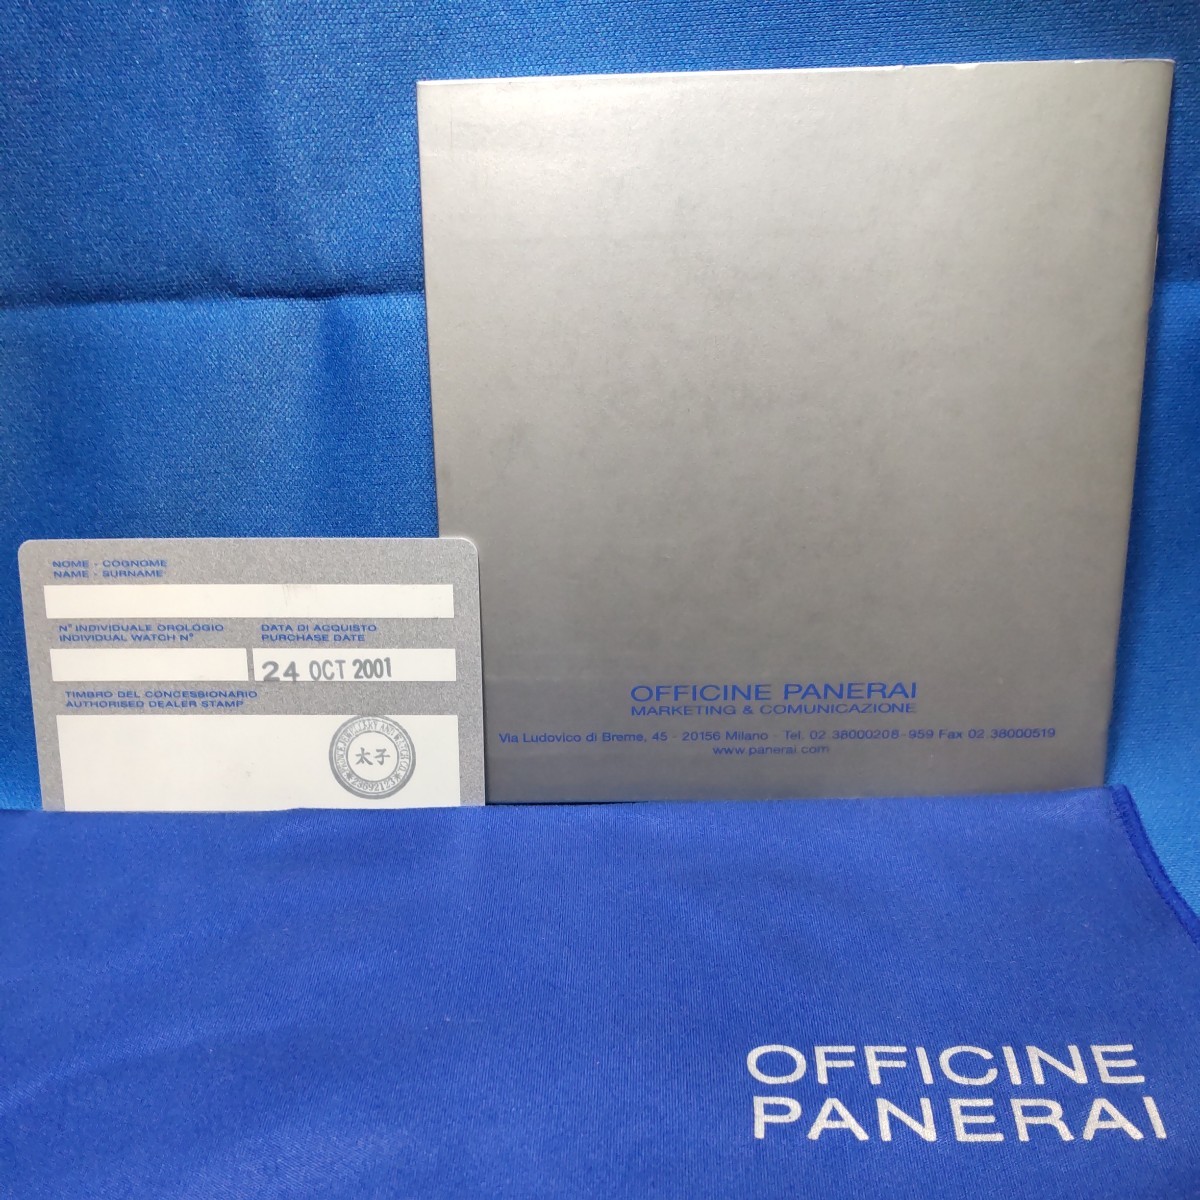 OFFICINE PANERAI
MARKETING & COMUNICAZIONE
Via Ludovico di Breme, 45 - 20156 Milano Tel. 02.38000208-959 Fax 02.38000519
www.panerai.com
NOME - COGNOME
NAME - SURNAME
N° INDIVIDUALE OROLOGIO
INDIVIDUAL WATCH N°
DATA DI ACQUISTO
PURCHASE DATE
24 OCT 2001
TIMBRO DEL CONCESSIONARIO
AUTHORISED DEALER STAMP
太子
OFFICINE
PANERAI